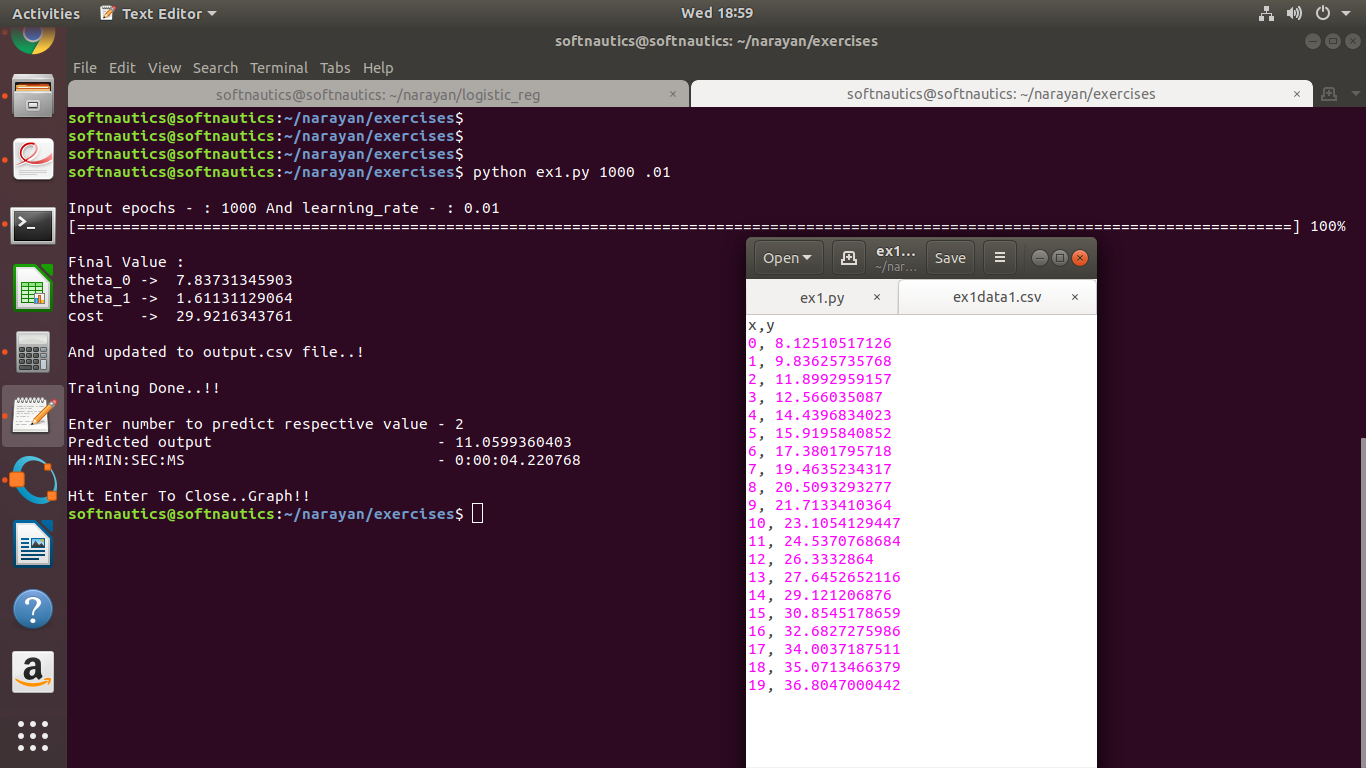 Activities Text Editor Wed 18:59
softnautics@softnautics: ~/narayan/exercises
File Edit View Search Terminal Tabs Help
softnautics@softnautics: ~/narayan/logistic_reg × softnautics@softnautics: ~/narayan/exercises ×
softnautics@softnautics:~/narayan/exercises$
softnautics@softnautics:~/narayan/exercises$
softnautics@softnautics:~/narayan/exercises$
softnautics@softnautics:~/narayan/exercises$ python ex1.py 1000 .01
Input epochs - : 1000 And learning_rate - : 0.01
[=======================================================================================================================================] 100%
Final Value :
theta_0 -> 7.83731345903
theta_1 -> 1.61131129064
cost -> 29.9216343761
And updated to output.csv file..!
Training Done..!!
Enter number to predict respective value - 2
Predicted output - 11.0599360403
HH:MIN:SEC:MS - 0:00:04.220768
Hit Enter To Close..Graph!!
softnautics@softnautics:~/narayan/exercises$
Open ex1... Save
~/nar...
ex1.py × ex1data1.csv ×
x,y
0, 8.12510517126
1, 9.83625735768
2, 11.8992959157
3, 12.566035087
4, 14.4396834023
5, 15.9195840852
6, 17.3801795718
7, 19.4635234317
8, 20.5093293277
9, 21.7133410364
10, 23.1054129447
11, 24.5370768684
12, 26.3332864
13, 27.6452652116
14, 29.121206876
15, 30.8545178659
16, 32.6827275986
17, 34.0037187511
18, 35.0713466379
19, 36.8047000442